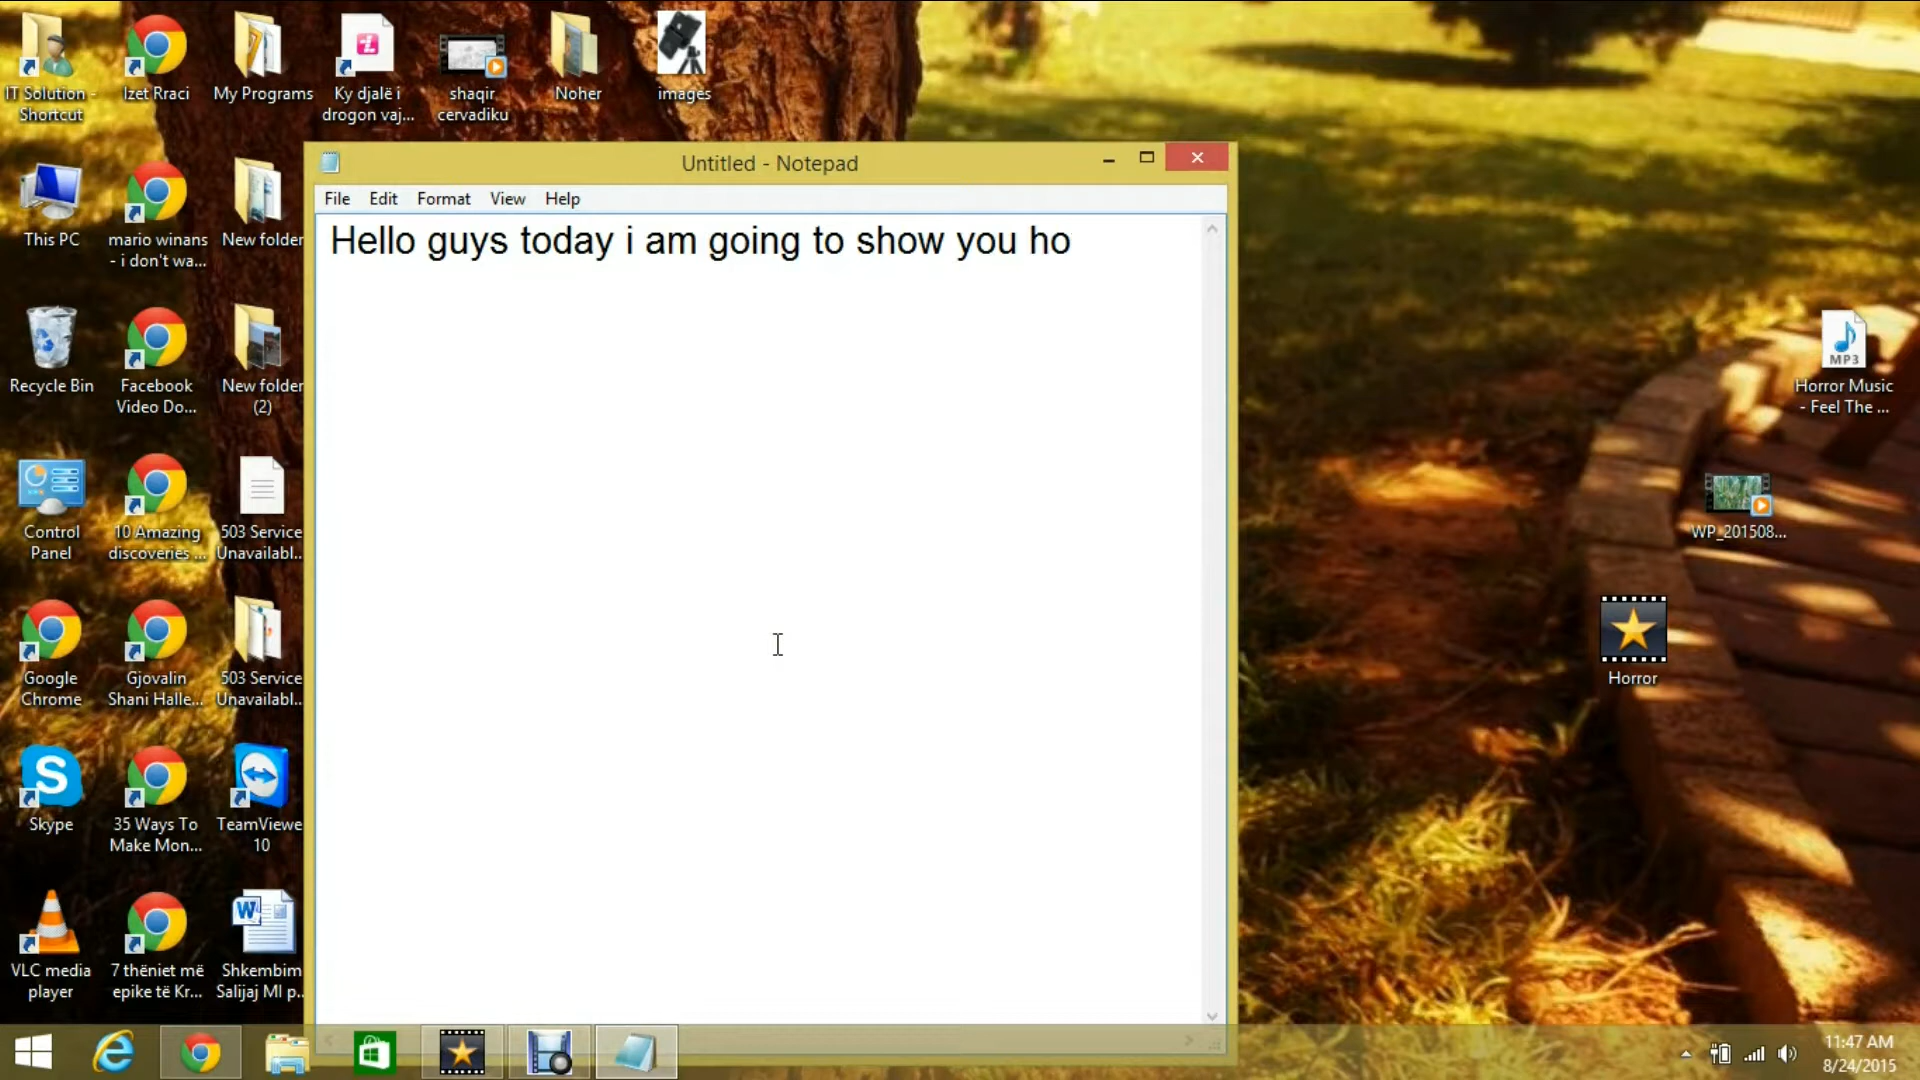 IT Solution -
Shortcut
Izet Rraci
My Programs
Ky djalë i
drogon vaj...
shaqir
cervadiku
Noher
images
Untitled - Notepad
File Edit Format View Help
Hello guys today i am going to show you ho
This PC
mario winans
- i don't wa...
New folder
Recycle Bin
Facebook
Video Do...
New folder
(2)
Control
Panel
10 Amazing
discoveries ...
503 Service
Unavailabl...
Google
Chrome
Gjovalin
Shani Halle...
503 Service
Unavailabl...
Skype
35 Ways To
Make Mon...
TeamViewe
10
VLC media
player
7 thëniet më
epike të Kr...
Shkembim
Salijaj MI p...
MP3
Horror Music
- Feel The ...
WP_201508...
Horror
11:47 AM
8/24/2015